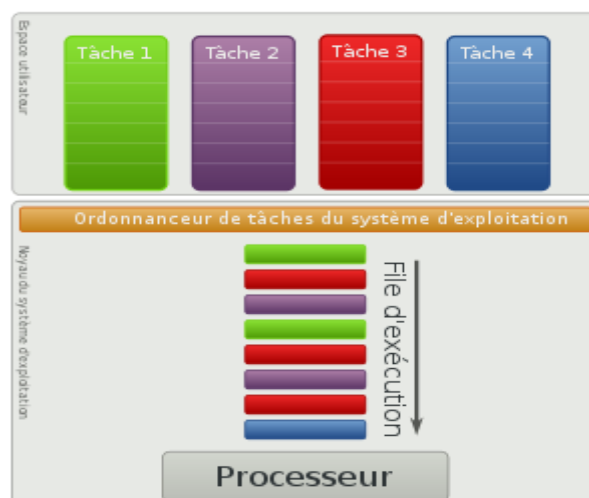 Espace utilisateur
Tâche 1
Tâche 2
Tâche 3
Tâche 4
Ordonnanceur de tâches du système d'exploitation
Noyau du système d'exploitation
File d'exécution
Processeur